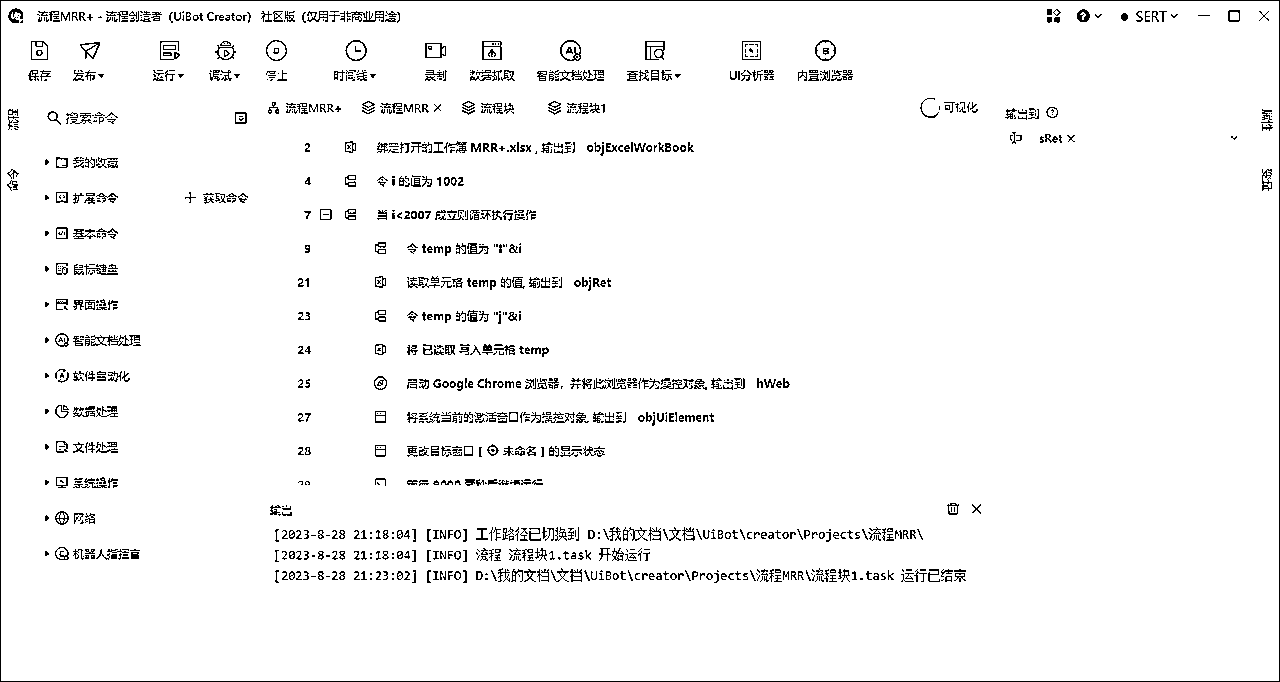 流程MRR+ - 流程创造者 (UiBot Creator) 社区版 (仅用于非商业用途)
SERT
保存 发布 运行 调试 停止 时间线 录制 数据抓取 智能文档处理 查找目标 UI分析器 内置浏览器
流程MRR+ 流程MRR 流程块 流程块1
可视化
搜索命令
我的收藏
扩展命令 获取命令
基本命令
鼠标键盘
界面操作
智能文档处理
软件自动化
数据处理
文件处理
系统操作
网络
机器人指挥官
2 绑定打开的工作簿 MRR+.xlsx , 输出到 objExcelWorkBook
4 令 i 的值为 1002
7 当 i<2007 成立则循环执行操作
9 令 temp 的值为 "f"&i
21 读取单元格 temp 的值, 输出到 objRet
23 令 temp 的值为 "j"&i
24 将 已读取 写入单元格 temp
25 启动 Google Chrome 浏览器，并将此浏览器作为操控对象, 输出到 hWeb
27 将系统当前的激活窗口作为操控对象, 输出到 objUiElement
28 更改目标窗口 [ 未命名 ] 的显示状态
输出到
sRet
属性
输出
[2023-8-28 21:18:04] [INFO] 工作路径已切换到 D:\我的文档\文档\UiBot\creator\Projects\流程MRR\
[2023-8-28 21:18:04] [INFO] 流程 流程块1.task 开始运行
[2023-8-28 21:23:02] [INFO] D:\我的文档\文档\UiBot\creator\Projects\流程MRR\流程块1.task 运行已结束